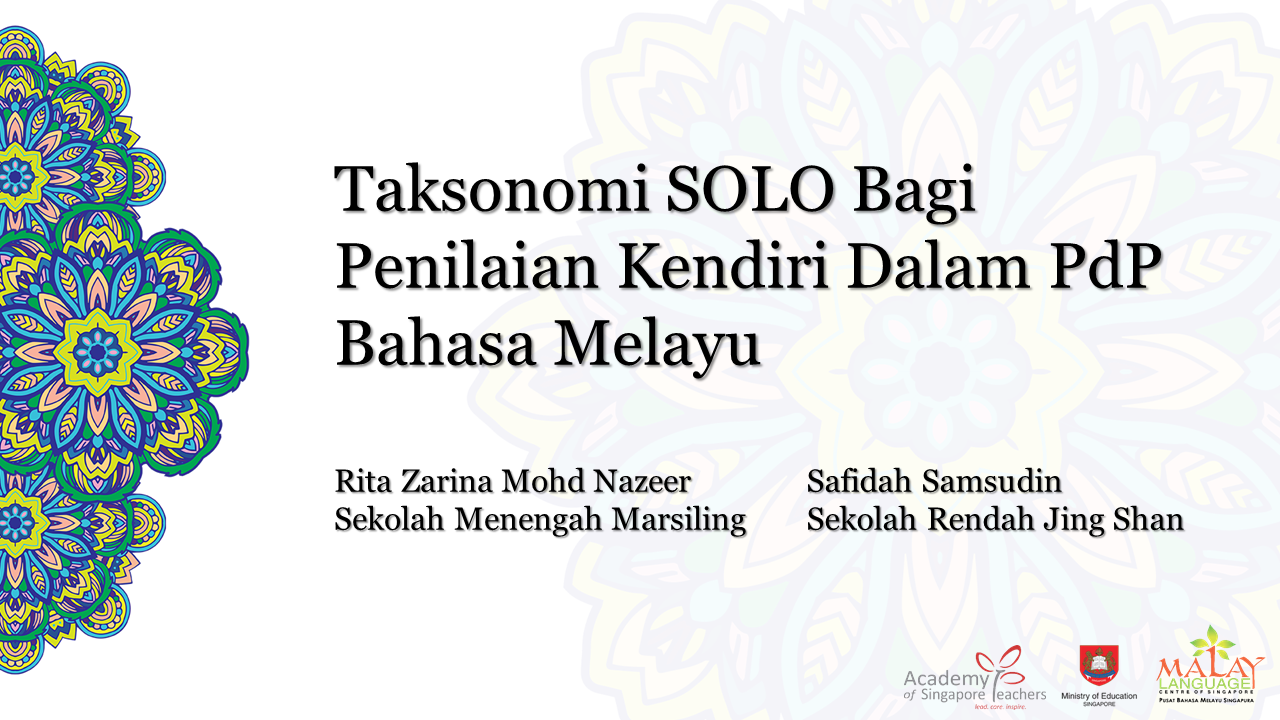 Taksonomi SOLO Bagi
Penilaian Kendiri Dalam PdP
Bahasa Melayu
Rita Zarina Mohd Nazeer
Sekolah Menengah Marsiling
Safidah Samsudin
Sekolah Rendah Jing Shan
Academy
of Singapore Teachers
lead. care. inspire.
Ministry of Education
SINGAPORE
MALAY
LANGUAGE
CENTRE OF SINGAPORE
PUSAT BAHASA MELAYU SINGAPURA